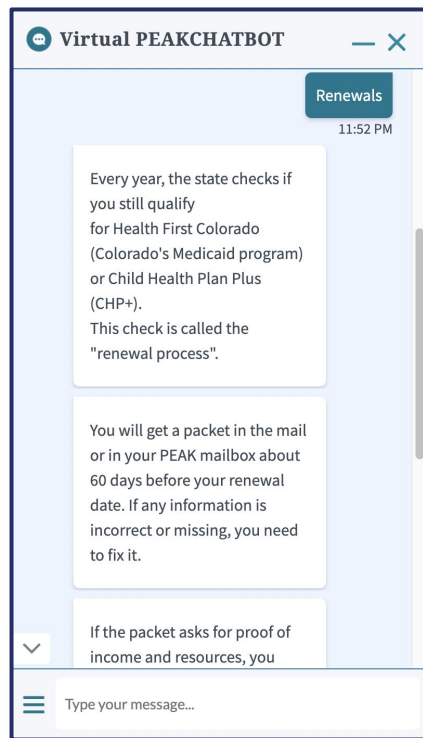 Virtual PEAKCHATBOT
Renewals
11:52 PM
Every year, the state checks if
you still qualify
for Health First Colorado
(Colorado's Medicaid program)
or Child Health Plan Plus
(CHP+).
This check is called the
"renewal process".
You will get a packet in the mail
or in your PEAK mailbox about
60 days before your renewal
date. If any information is
incorrect or missing, you need
to fix it.
If the packet asks for proof of
income and resources, you
Type your message...